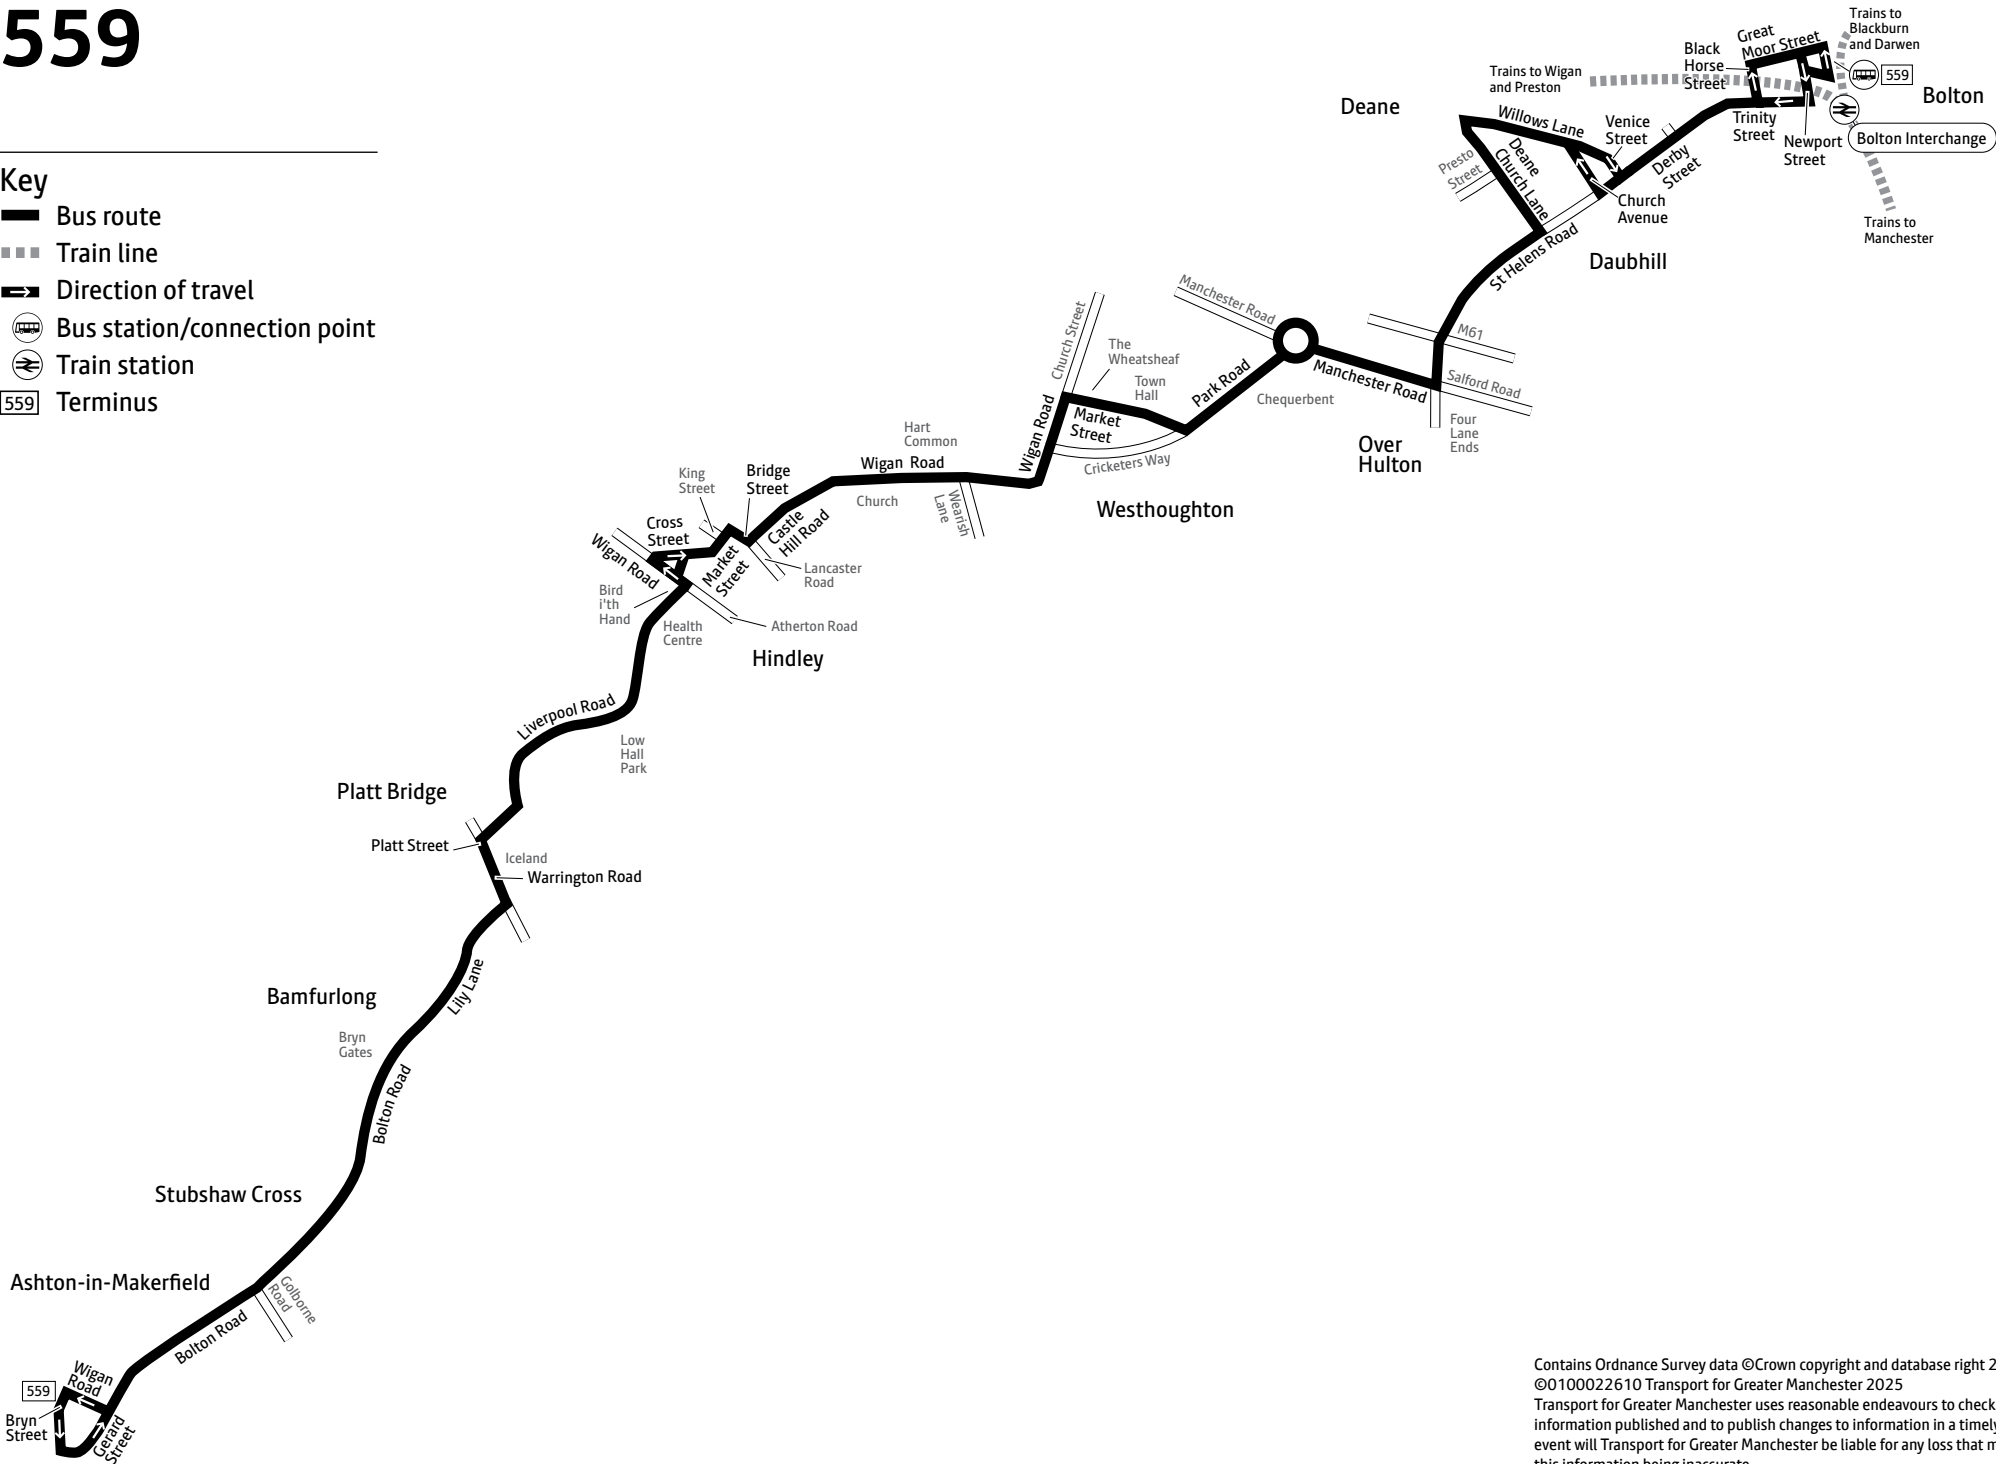 559
Key
Bus route
Train line
Direction of travel
Bus station/connection point
Train station
559 Terminus
Trains to
Blackburn
and Darwen
Great
Moor Street
Black
Horse
Street
559
Bolton
Trains to Wigan
and Preston
Trinity
Street
Newport
Street
Bolton Interchange
Trains to
Manchester
Deane
Willows Lane
Venice
Street
Derby
Street
Presto
Street
Deane
Church Lane
Church
Avenue
St Helens Road
Daubhill
M61
Salford Road
Manchester Road
Manchester Road
Four
Lane
Ends
Over
Hulton
Chequerbent
Park Road
Church Street
The
Wheatsheaf
Town
Hall
Market
Street
Cricketers Way
Wigan Road
Westhoughton
Hart
Common
Wigan Road
Church
Wearish
Lane
King
Street
Bridge
Street
Castle
Hill Road
Cross
Street
Wigan Road
Market
Street
Lancaster
Road
Bird
i'th
Hand
Health
Centre
Atherton Road
Hindley
Liverpool Road
Low
Hall
Park
Platt Bridge
Platt Street
Iceland
Warrington Road
Lily Lane
Bamfurlong
Bryn
Gates
Bolton Road
Stubshaw Cross
Ashton-in-Makerfield
Golborne
Road
Bolton Road
Wigan
Road
559
Bryn
Street
Gerard
Street
Contains Ordnance Survey data ©Crown copyright and database right 2
©0100022610 Transport for Greater Manchester 2025
Transport for Greater Manchester uses reasonable endeavours to check
information published and to publish changes to information in a timely
event will Transport for Greater Manchester be liable for any loss that m
this information being inaccurate